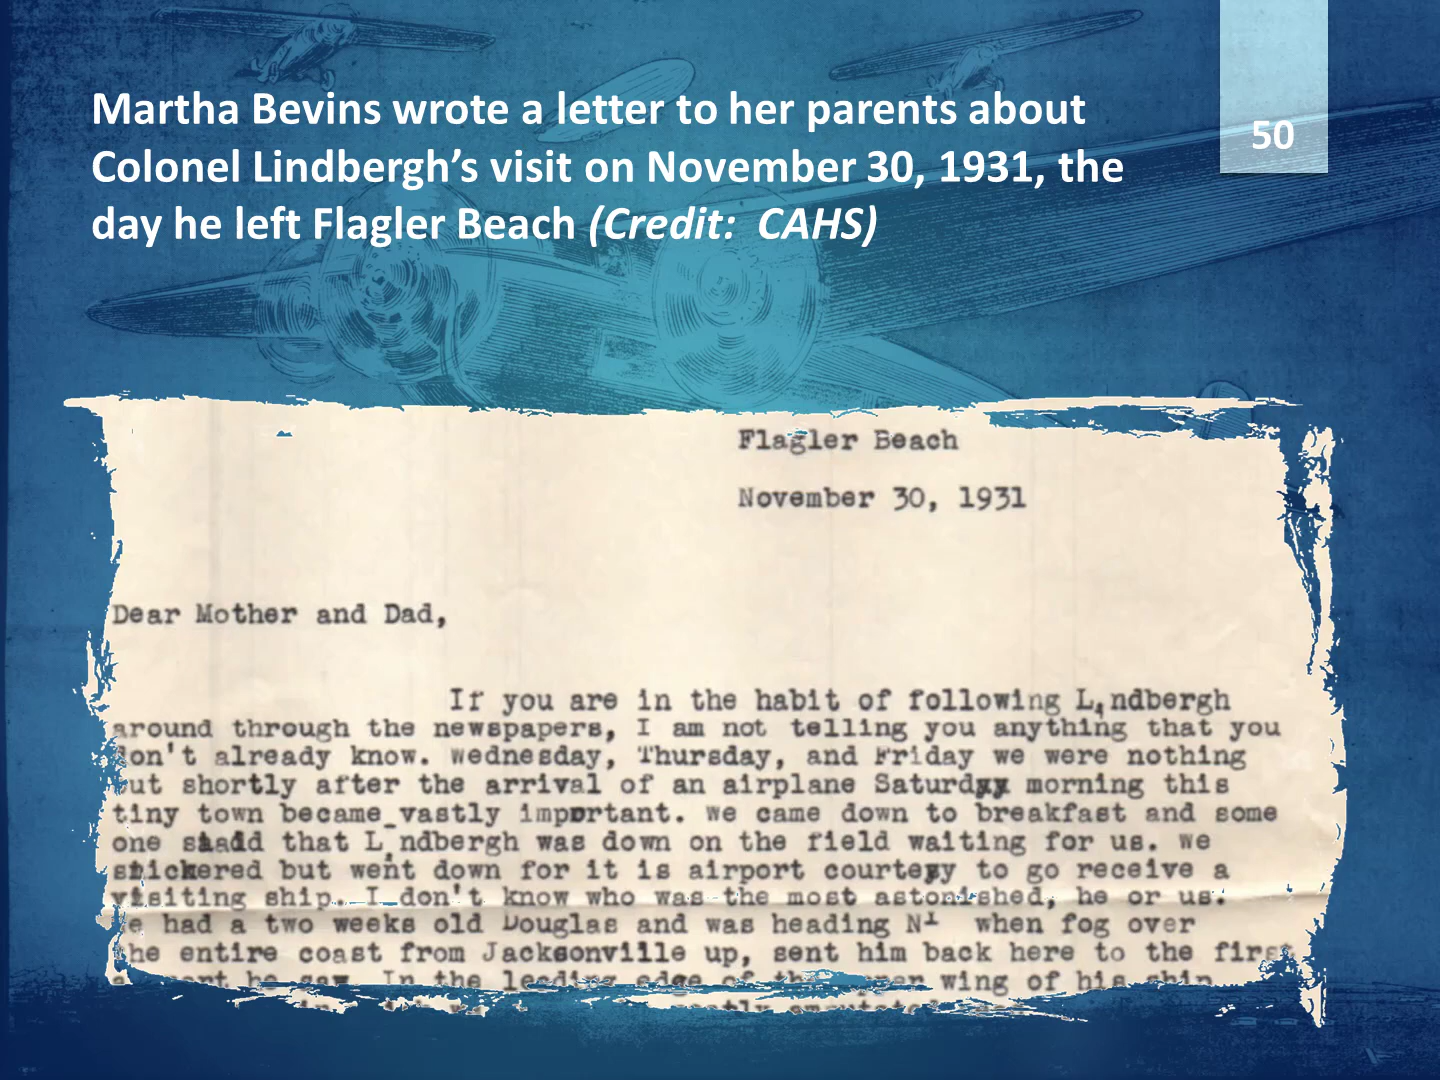 Martha Bevins wrote a letter to her parents about
Colonel Lindbergh’s visit on November 30, 1931, the
day he left Flagler Beach (Credit:  CAHS)
50
Flagler Beach
November 30, 1931
Dear Mother and Dad,
If you are in the habit of following L,ndbergh
around through the newspapers, I am not telling you anything that you
don't already know. Wednesday, Thursday, and Friday we were nothing
but shortly after the arrival of an airplane Saturday morning this
tiny town became vastly important. We came down to breakfast and some
one said that L,ndbergh was down on the field waiting for us. We
snickered but went down for it is airport courtesy to go receive a
visiting ship. I don't know who was the most astonished, he or us.
He had a two weeks old Douglas and was heading N when fog over
the entire coast from Jacksonville up, sent him back here to the first
he saw. In the leading edge of the wing of his ship